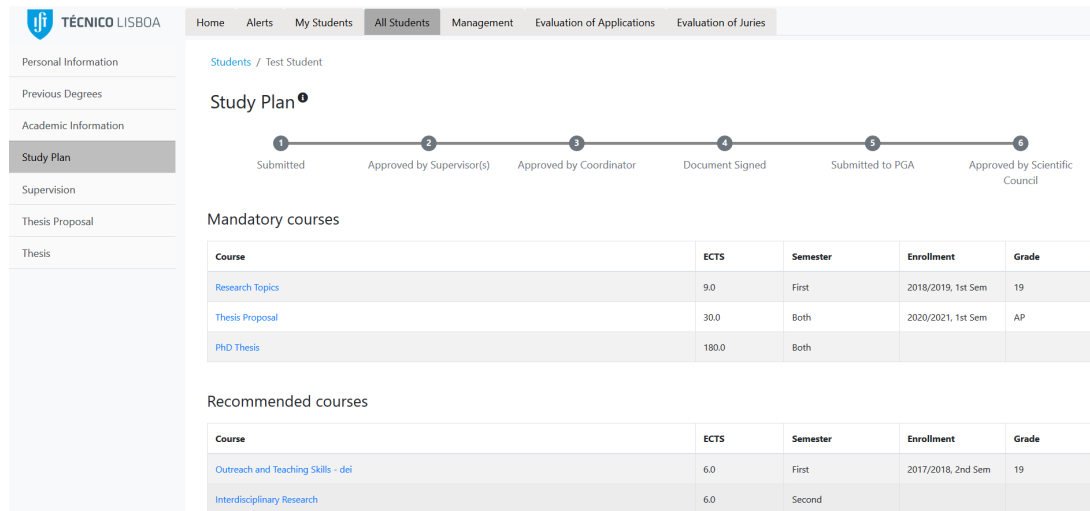 TÉCNICO LISBOA
Home Alerts My Students All Students Management Evaluation of Applications Evaluation of Juries
Personal Information
Previous Degrees
Academic Information
Study Plan
Supervision
Thesis Proposal
Thesis
Students / Test Student
Study Plan
1 2 3 4 5 6
Submitted Approved by Supervisor(s) Approved by Coordinator Document Signed Submitted to PGA Approved by Scientific
Council
Mandatory courses
Course ECTS Semester Enrollment Grade
Research Topics 9.0 First 2018/2019, 1st Sem 19
Thesis Proposal 30.0 Both 2020/2021, 1st Sem AP
PhD Thesis 180.0 Both
Recommended courses
Course ECTS Semester Enrollment Grade
Outreach and Teaching Skills - dei 6.0 First 2017/2018, 2nd Sem 19
Interdisciplinary Research 6.0 Second